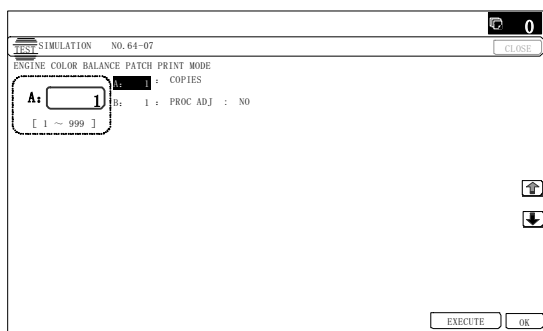 0
TEST SIMULATION NO.64-07
CLOSE
ENGINE COLOR BALANCE PATCH PRINT MODE
A: 1 : COPIES
A: 1
B: 1 : PROC ADJ : NO
[ 1 ~ 999 ]
EXECUTE OK